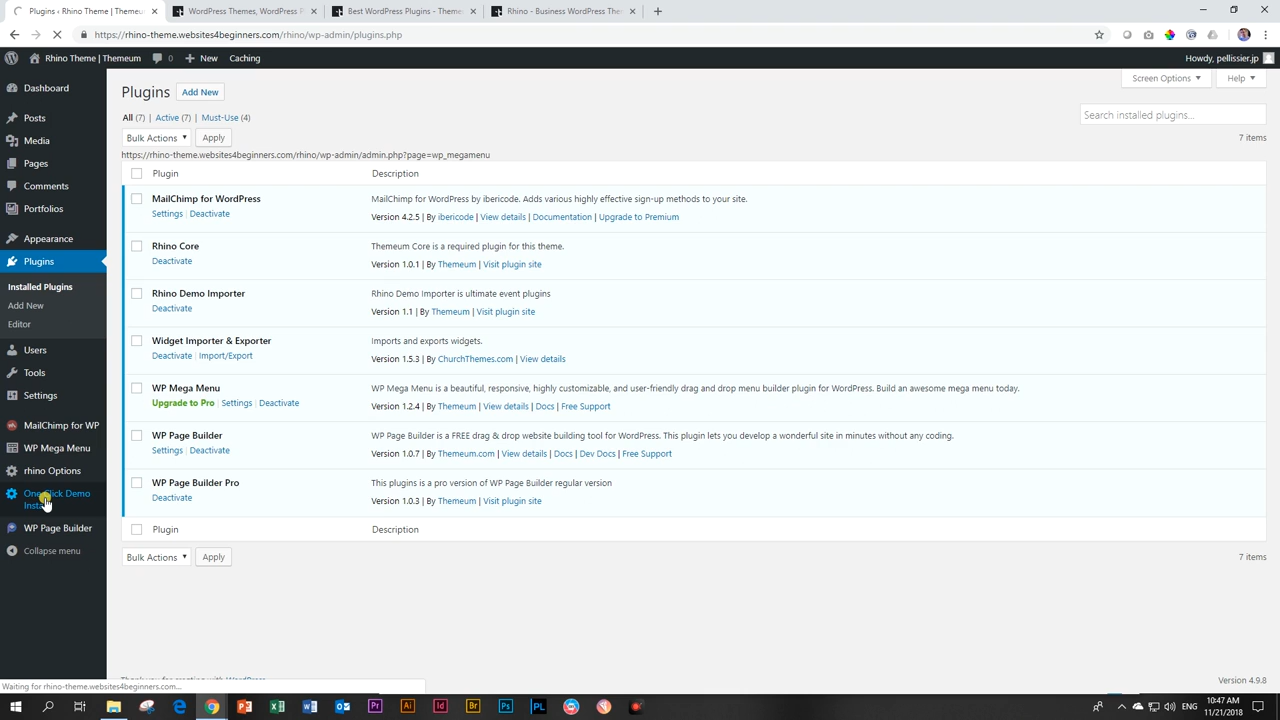 Plugins ‹ Rhino Theme | Themeum
WordPress Themes, WordPress P
Best WordPress Plugins - Theme
Rhino - Business WordPress The
https://rhino-theme.websites4beginners.com/rhino/wp-admin/plugins.php
Rhino Theme | Themeum 0 New Caching Howdy, pellissier.jp
Screen Options Help
Plugins Add New
All (7) | Active (7) | Must-Use (4)
Search installed plugins...
Bulk Actions Apply 7 items
https://rhino-theme.websites4beginners.com/rhino/wp-admin/admin.php?page=wp_megamenu
Plugin Description
MailChimp for WordPress
Settings | Deactivate
MailChimp for WordPress by ibericode. Adds various highly effective sign-up methods to your site.
Version 4.2.5 | By ibericode | View details | Documentation | Upgrade to Premium
Rhino Core
Deactivate
Themeum Core is a required plugin for this theme.
Version 1.0.1 | By Themeum | Visit plugin site
Rhino Demo Importer
Deactivate
Rhino Demo Importer is ultimate event plugins
Version 1.1 | By Themeum | Visit plugin site
Widget Importer & Exporter
Deactivate | Import/Export
Imports and exports widgets.
Version 1.5.3 | By ChurchThemes.com | View details
WP Mega Menu
Upgrade to Pro | Settings | Deactivate
WP Mega Menu is a beautiful, responsive, highly customizable, and user-friendly drag and drop menu builder plugin for WordPress. Build an awesome mega menu today.
Version 1.2.4 | By Themeum | View details | Docs | Free Support
WP Page Builder
Settings | Deactivate
WP Page Builder is a FREE drag & drop website building tool for WordPress. This plugin lets you develop a wonderful site in minutes without any coding.
Version 1.0.7 | By Themeum.com | View details | Docs | Dev Docs | Free Support
WP Page Builder Pro
Deactivate
This plugins is a pro version of WP Page Builder regular version
Version 1.0.3 | By Themeum | Visit plugin site
Plugin Description
Bulk Actions Apply 7 items
Dashboard
Posts
Media
Pages
Comments
Portfolios
Appearance
Plugins
Installed Plugins
Add New
Editor
Users
Tools
Settings
MailChimp for WP
WP Mega Menu
rhino Options
One Click Demo
WP Page Builder
Collapse menu
Version 4.9.8
Waiting for rhino-theme.websites4beginners.com...
Pr Ai Id Br Ps PL
ENG
10:47 AM
11/21/2018